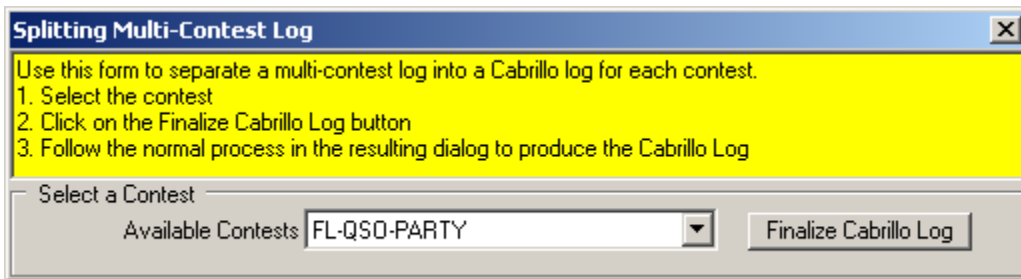 Splitting Multi-Contest Log
Use this form to separate a multi-contest log into a Cabrillo log for each contest.
1. Select the contest
2. Click on the Finalize Cabrillo Log button
3. Follow the normal process in the resulting dialog to produce the Cabrillo Log
Select a Contest
Available Contests FL-QSO-PARTY Finalize Cabrillo Log